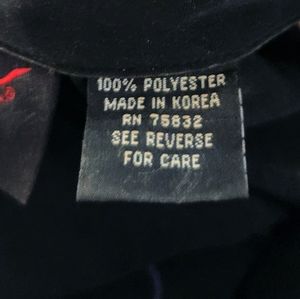 100% POLYESTER
MADE IN KOREA
RN 75832
SEE REVERSE
FOR CARE